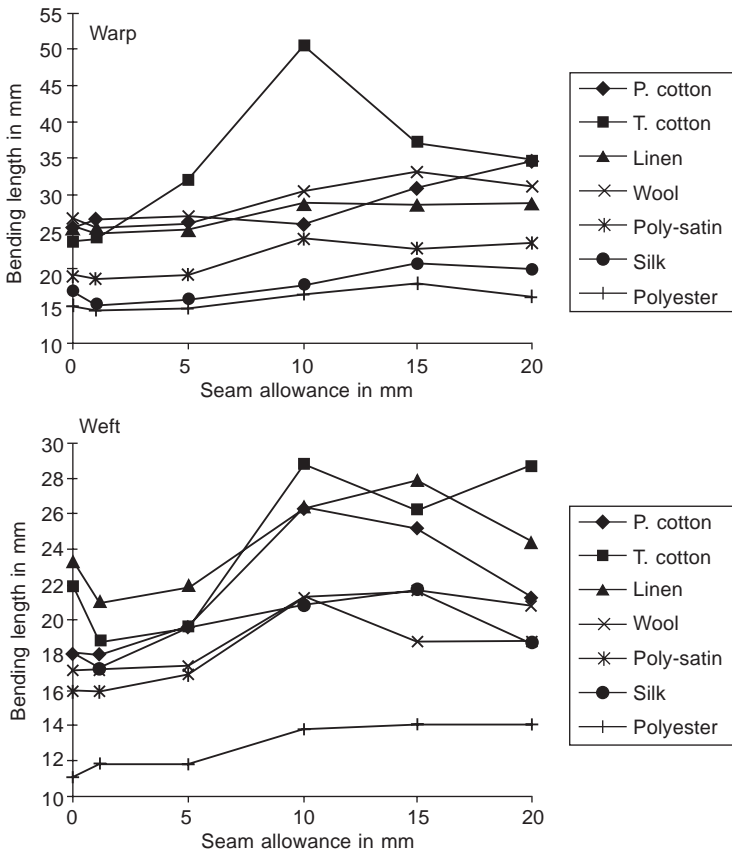 Warp
55
50
45
40
35
30
25
20
15
10
Bending length in mm
0 5 10 15 20
Seam allowance in mm
P. cotton
T. cotton
Linen
Wool
Poly-satin
Silk
Polyester
Weft
30
28
26
24
22
20
18
16
14
12
10
Bending length in mm
0 5 10 15 20
Seam allowance in mm
P. cotton
T. cotton
Linen
Wool
Poly-satin
Silk
Polyester